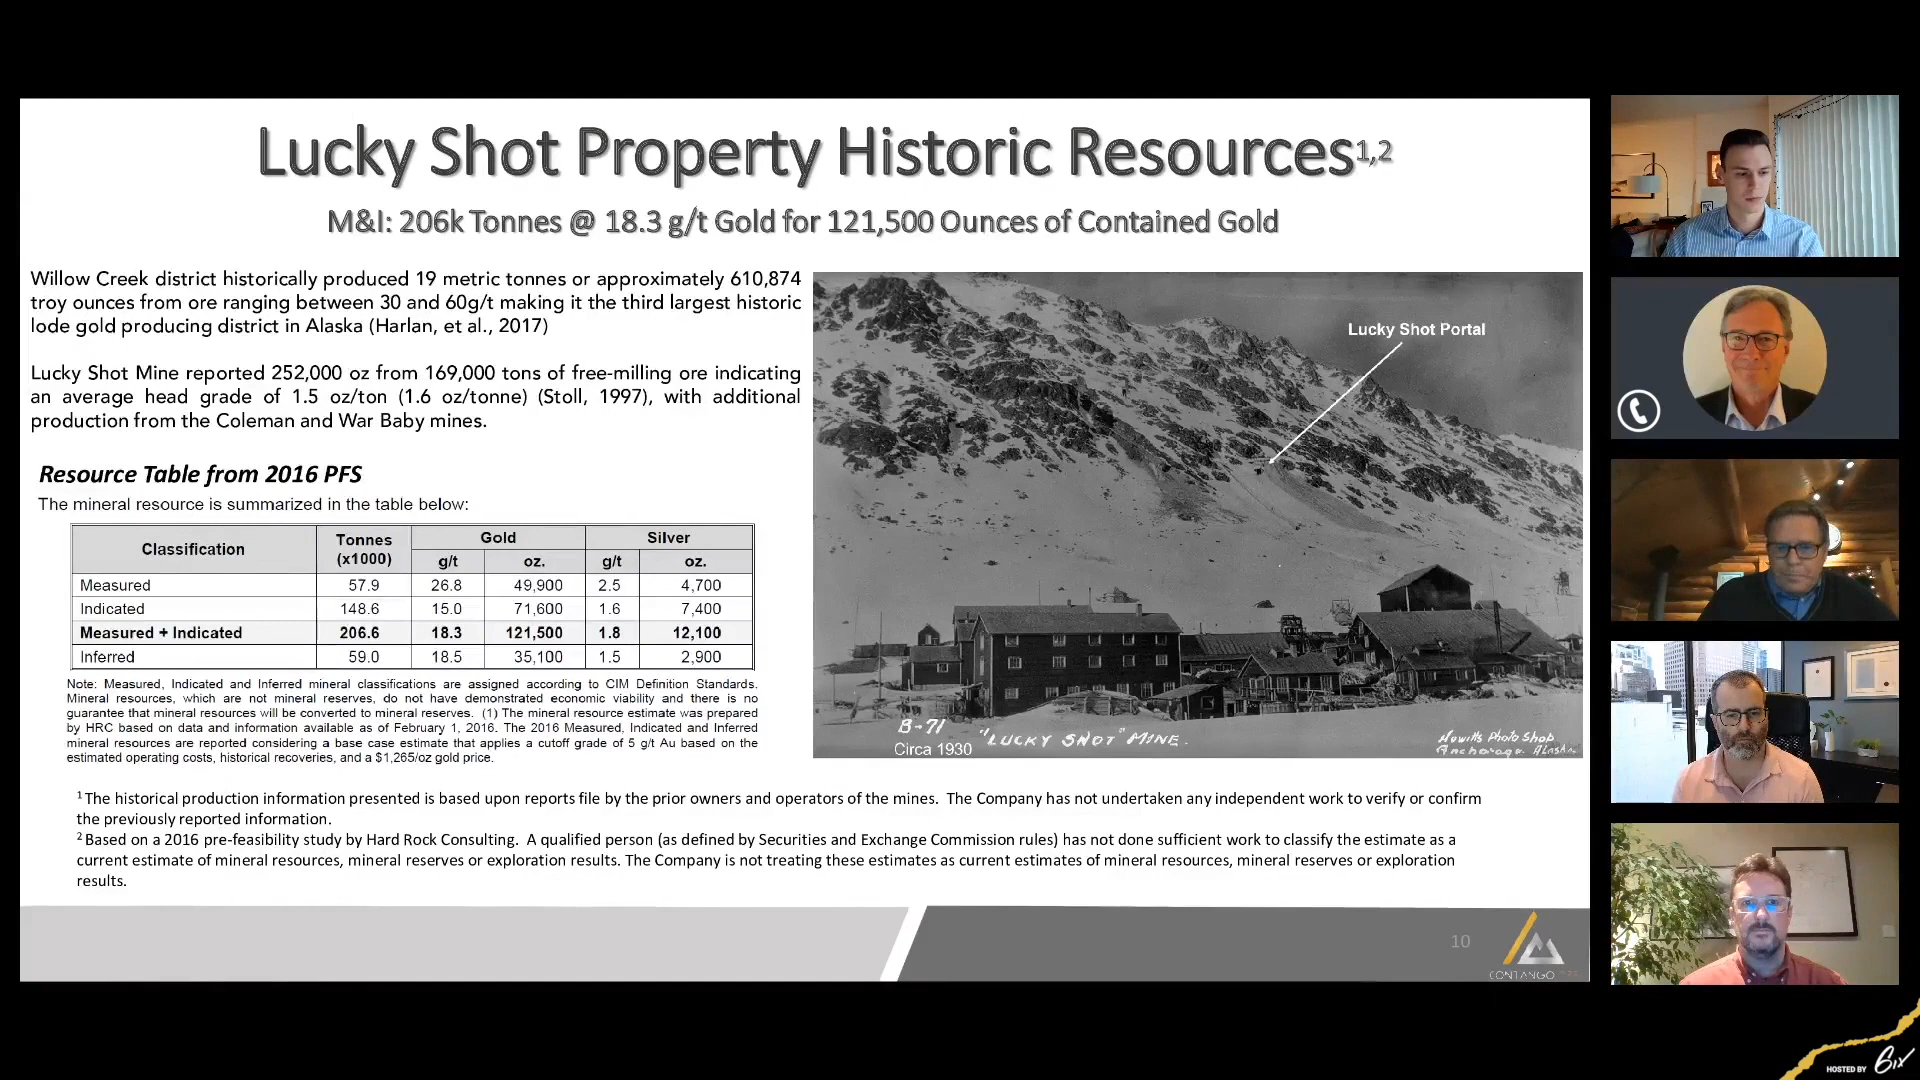 Lucky Shot Property Historic Resources1,2
M&I: 206k Tonnes @ 18.3 g/t Gold for 121,500 Ounces of Contained Gold
Willow Creek district historically produced 19 metric tonnes or approximately 610,874
troy ounces from ore ranging between 30 and 60g/t making it the third largest historic
lode gold producing district in Alaska (Harlan, et al., 2017)
Lucky Shot Mine reported 252,000 oz from 169,000 tons of free-milling ore indicating
an average head grade of 1.5 oz/ton (1.6 oz/tonne) (Stoll, 1997), with additional
production from the Coleman and War Baby mines.
Resource Table from 2016 PFS
The mineral resource is summarized in the table below:
Classification Tonnes (x1000) Gold Silver
g/t oz. g/t oz.
Measured 57.9 26.8 49,900 2.5 4,700
Indicated 148.6 15.0 71,600 1.6 7,400
Measured + Indicated 206.6 18.3 121,500 1.8 12,100
Inferred 59.0 18.5 35,100 1.5 2,900
Note: Measured, Indicated and Inferred mineral classifications are assigned according to CIM Definition Standards.
Mineral resources, which are not mineral reserves, do not have demonstrated economic viability and there is no
guarantee that mineral resources will be converted to mineral reserves. (1) The mineral resource estimate was prepared
by HRC based on data and information available as of February 1, 2016. The 2016 Measured, Indicated and Inferred
mineral resources are reported considering a base case estimate that applies a cutoff grade of 5 g/t Au based on the
estimated operating costs, historical recoveries, and a $1,265/oz gold price.
Lucky Shot Portal
B-71
"LUCKY SHOT" MINE.
Circa 1930
Hewitts Photo Shop
Anchorage. Alaska
1 The historical production information presented is based upon reports file by the prior owners and operators of the mines. The Company has not undertaken any independent work to verify or confirm
the previously reported information.
2 Based on a 2016 pre-feasibility study by Hard Rock Consulting. A qualified person (as defined by Securities and Exchange Commission rules) has not done sufficient work to classify the estimate as a
current estimate of mineral resources, mineral reserves or exploration results. The Company is not treating these estimates as current estimates of mineral resources, mineral reserves or exploration
results.
10
CONTANGO
HOSTED BY 6ix